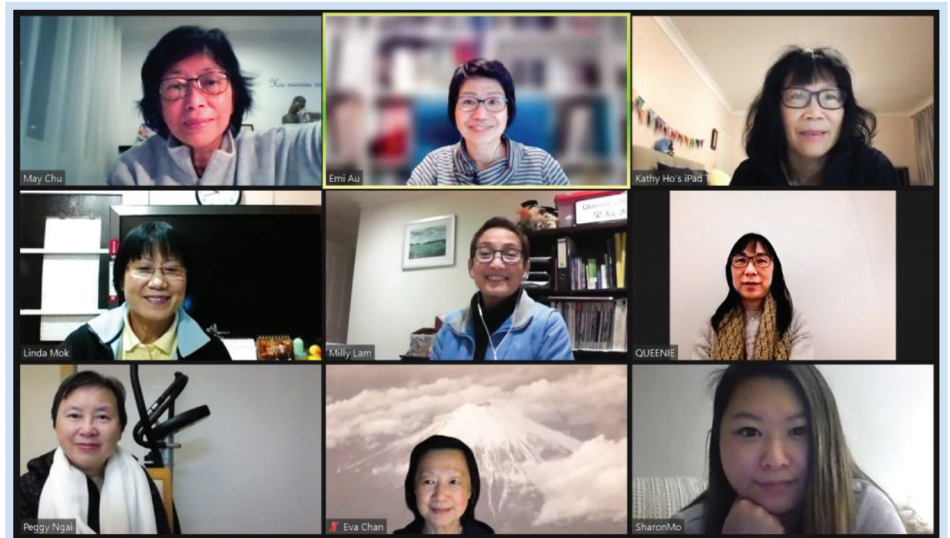 May Chu
Emi Au
Kathy Ho's iPad
Linda Mok
Milly Lam
QUEENIE
Peggy Ngai
Eva Chan
SharonMo